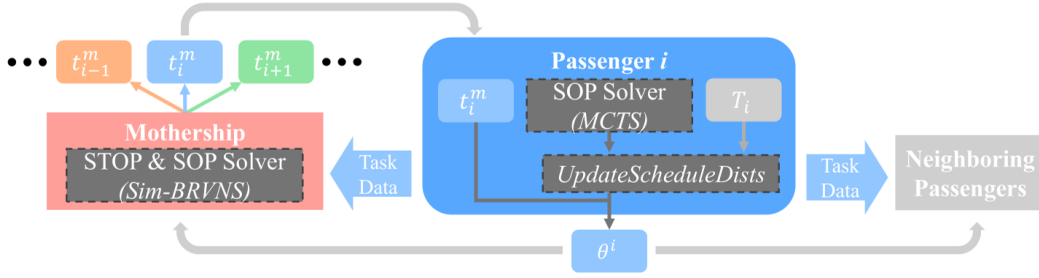 t_{i-1}^m t_i^m t_{i+1}^m
Mothership
STOP & SOP Solver
(Sim-BRVNS)
Task
Data
Passenger i
t_i^m
SOP Solver
(MCTS)
T_i
UpdateScheduleDists
Task
Data
Neighboring
Passengers
θ^i